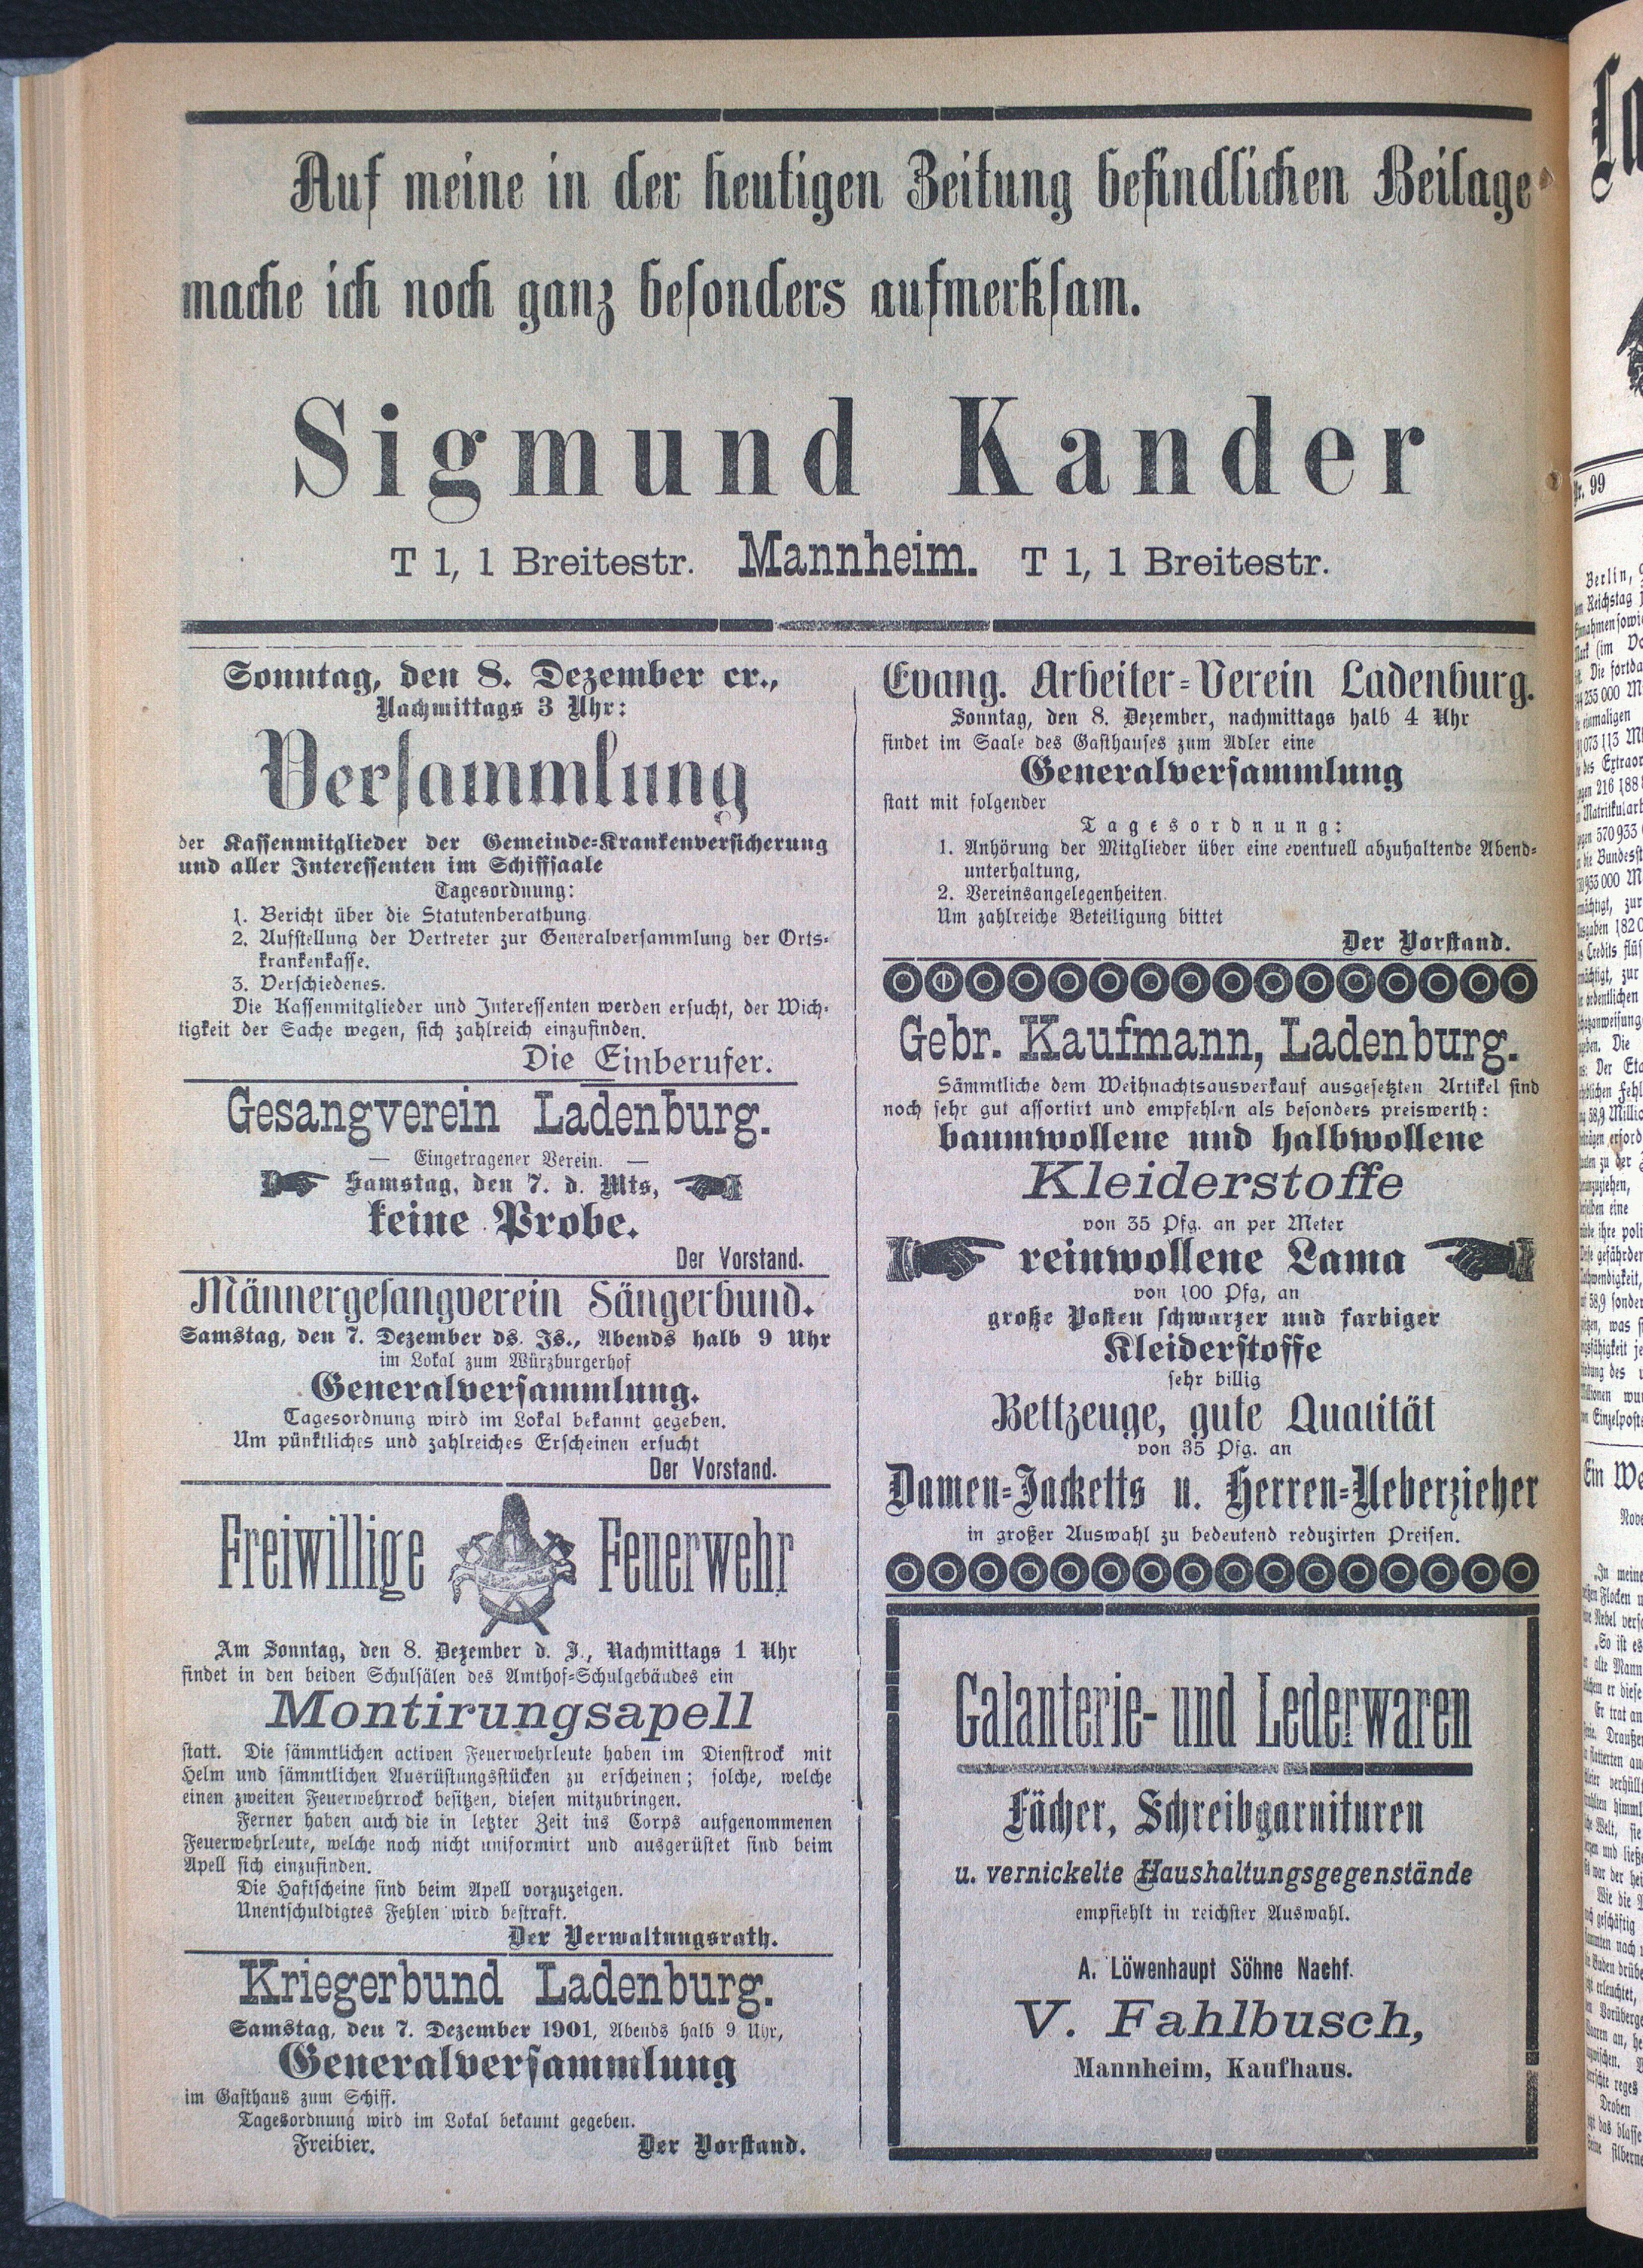 Auf meine in der heutigen Zeitung befindlichen Beilage
mache ich noch ganz besonders aufmerksam.
Sigmund Kander
T 1, 1 Breitestr. Mannheim. T 1, 1 Breitestr.
Sonntag, den 8. Dezember cr.,
Nachmittags 3 Uhr:
Versammlung
der Kassenmitglieder der Gemeinde-Krankenversicherung
und aller Interessenten im Schiffsaale
Tagesordnung:
1. Bericht über die Statutenberathung
2. Aufstellung der Vertreter zur Generalversammlung der Orts-
krankenkasse.
3. Verschiedenes.
Die Kassenmitglieder und Interessenten werden ersucht, der Wich-
tigkeit der Sache wegen, sich zahlreich einzufinden.
Die Einberufer.
Gesangverein Ladenburg.
— Eingetragener Verein. —
Samstag, den 7. d. Mts,
keine Probe.
Der Vorstand.
Männergesangverein Sängerbund.
Samstag, den 7. Dezember ds. Js., Abends halb 9 Uhr
im Lokal zum Würzburgerhof
Generalversammlung.
Tagesordnung wird im Lokal bekannt gegeben.
Um pünktliches und zahlreiches Erscheinen ersucht
Der Vorstand.
Freiwillige Feuerwehr
Am Sonntag, den 8. Dezember d. J., Nachmittags 1 Uhr
findet in den beiden Schulsälen des Amthof-Schulgebäudes ein
Montirungsapell
statt. Die sämmtlichen activen Feuerwehrleute haben im Dienstrock mit
Helm und sämmtlichen Ausrüstungsstücken zu erscheinen; solche, welche
einen zweiten Feuerwehrrock besitzen, diesen mitzubringen.
Ferner haben auch die in letzter Zeit ins Corps aufgenommenen
Feuerwehrleute, welche noch nicht uniformirt und ausgerüstet sind beim
Apell sich einzufinden.
Die Haftscheine sind beim Apell vorzuzeigen.
Unentschuldigtes Fehlen wird bestraft.
Der Verwaltungsrath.
Kriegerbund Ladenburg.
Samstag, den 7. Dezember 1901, Abends halb 9 Uhr,
Generalversammlung
im Gasthaus zum Schiff.
Tagesordnung wird im Lokal bekannt gegeben.
Freibier. Der Vorstand.
Evang. Arbeiter-Verein Ladenburg.
Sonntag, den 8. Dezember, nachmittags halb 4 Uhr
findet im Saale des Gasthauses zum Adler eine
Generalversammlung
statt mit folgender
Tagesordnung:
1. Anhörung der Mitglieder über eine eventuell abzuhaltende Abend-
unterhaltung,
2. Vereinsangelegenheiten.
Um zahlreiche Beteiligung bittet
Der Vorstand.
Gebr. Kaufmann, Ladenburg.
Sämmtliche dem Weihnachtsausverkauf ausgesetzten Artikel sind
noch sehr gut assortirt und empfehlen als besonders preiswerth:
baumwollene und halbwollene
Kleiderstoffe
von 35 Pfg. an per Meter
reinwollene Lama
von 100 Pfg, an
große Posten schwarzer und farbiger
Kleiderstoffe
sehr billig
Bettzeuge, gute Qualität
von 35 Pfg. an
Damen-Jacketts u. Herren-Ueberzieher
in großer Auswahl zu bedeutend reduzirten Preisen.
Galanterie- und Lederwaren
Fächer, Schreibgarnituren
u. vernickelte Haushaltungsgegenstände
empfiehlt in reichster Auswahl.
A. Löwenhaupt Söhne Nachf.
V. Fahlbusch,
Mannheim, Kaufhaus.
Nr. 99
Berlin,